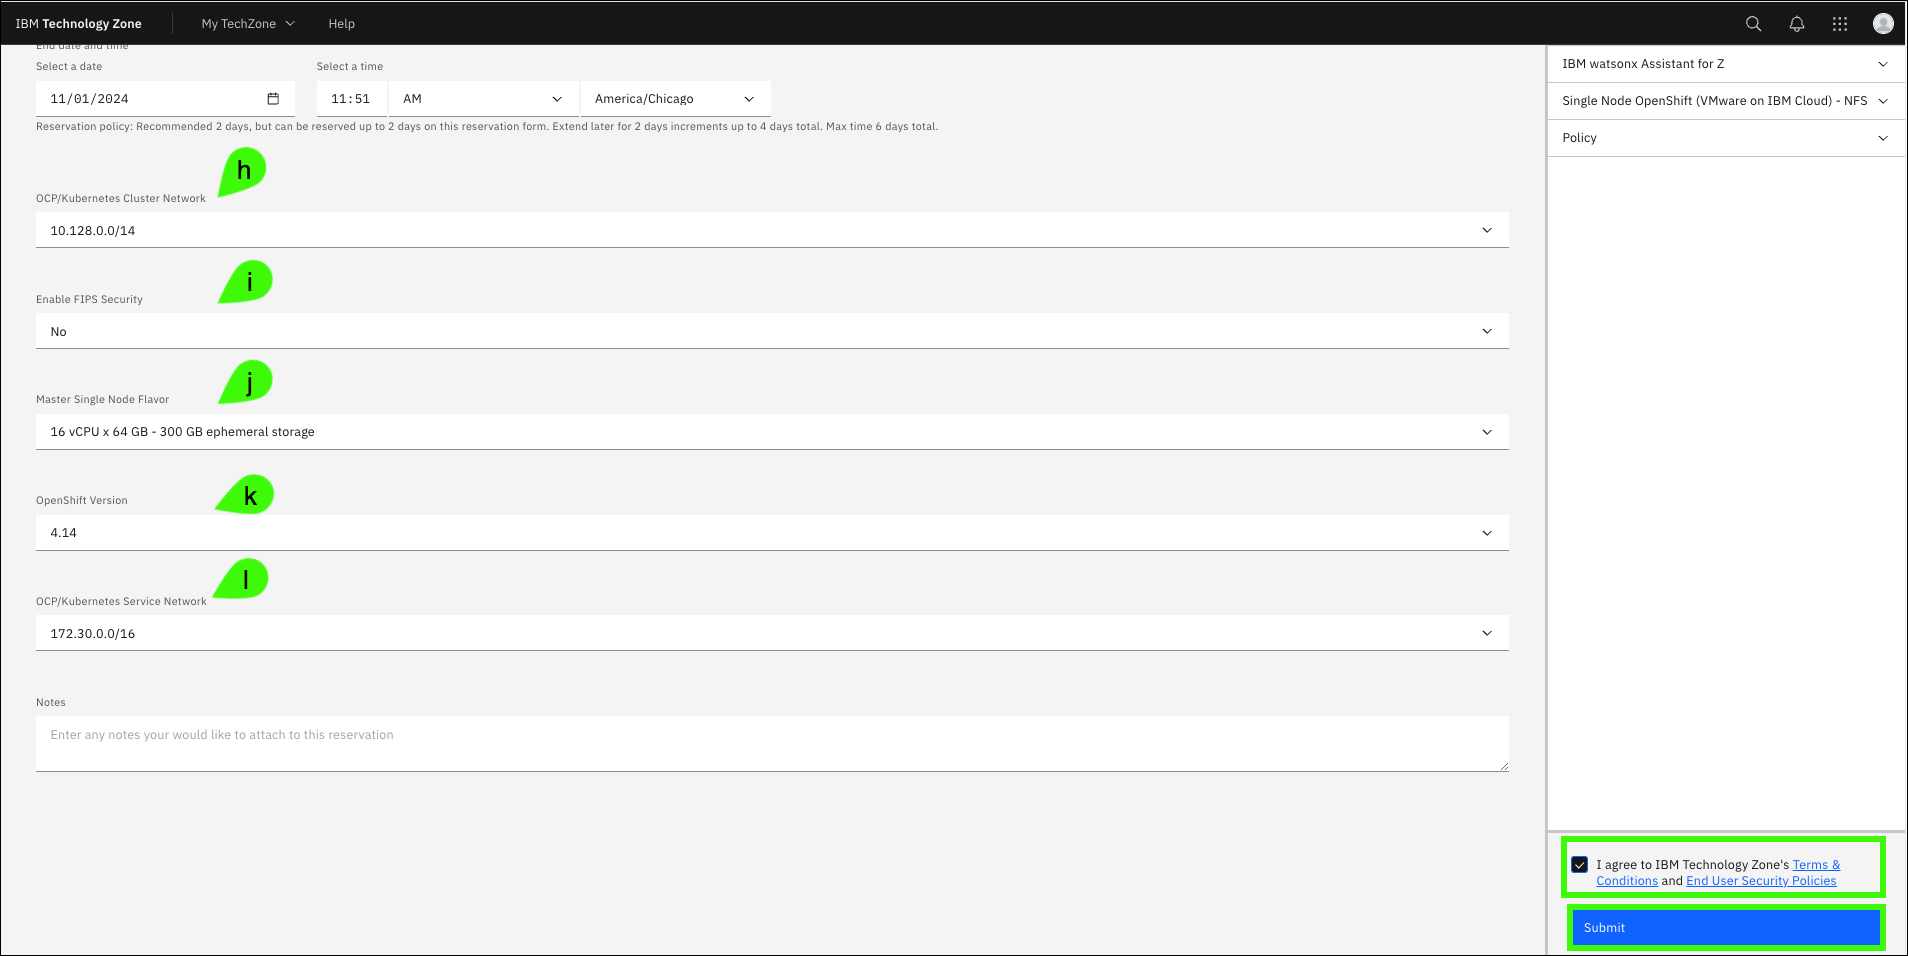 IBM Technology Zone
My TechZone
Help
End date and time
Select a date
Select a time
11/01/2024
11:51
AM
America/Chicago
Reservation policy: Recommended 2 days, but can be reserved up to 2 days on this reservation form. Extend later for 2 days increments up to 4 days total. Max time 6 days total.
h
OCP/Kubernetes Cluster Network
10.128.0.0/14
i
Enable FIPS Security
No
j
Master Single Node Flavor
16 vCPU x 64 GB - 300 GB ephemeral storage
k
OpenShift Version
4.14
l
OCP/Kubernetes Service Network
172.30.0.0/16
Notes
Enter any notes your would like to attach to this reservation
IBM watsonx Assistant for Z
Single Node OpenShift (VMware on IBM Cloud) - NFS
Policy
I agree to IBM Technology Zone's Terms &
Conditions and End User Security Policies
Submit